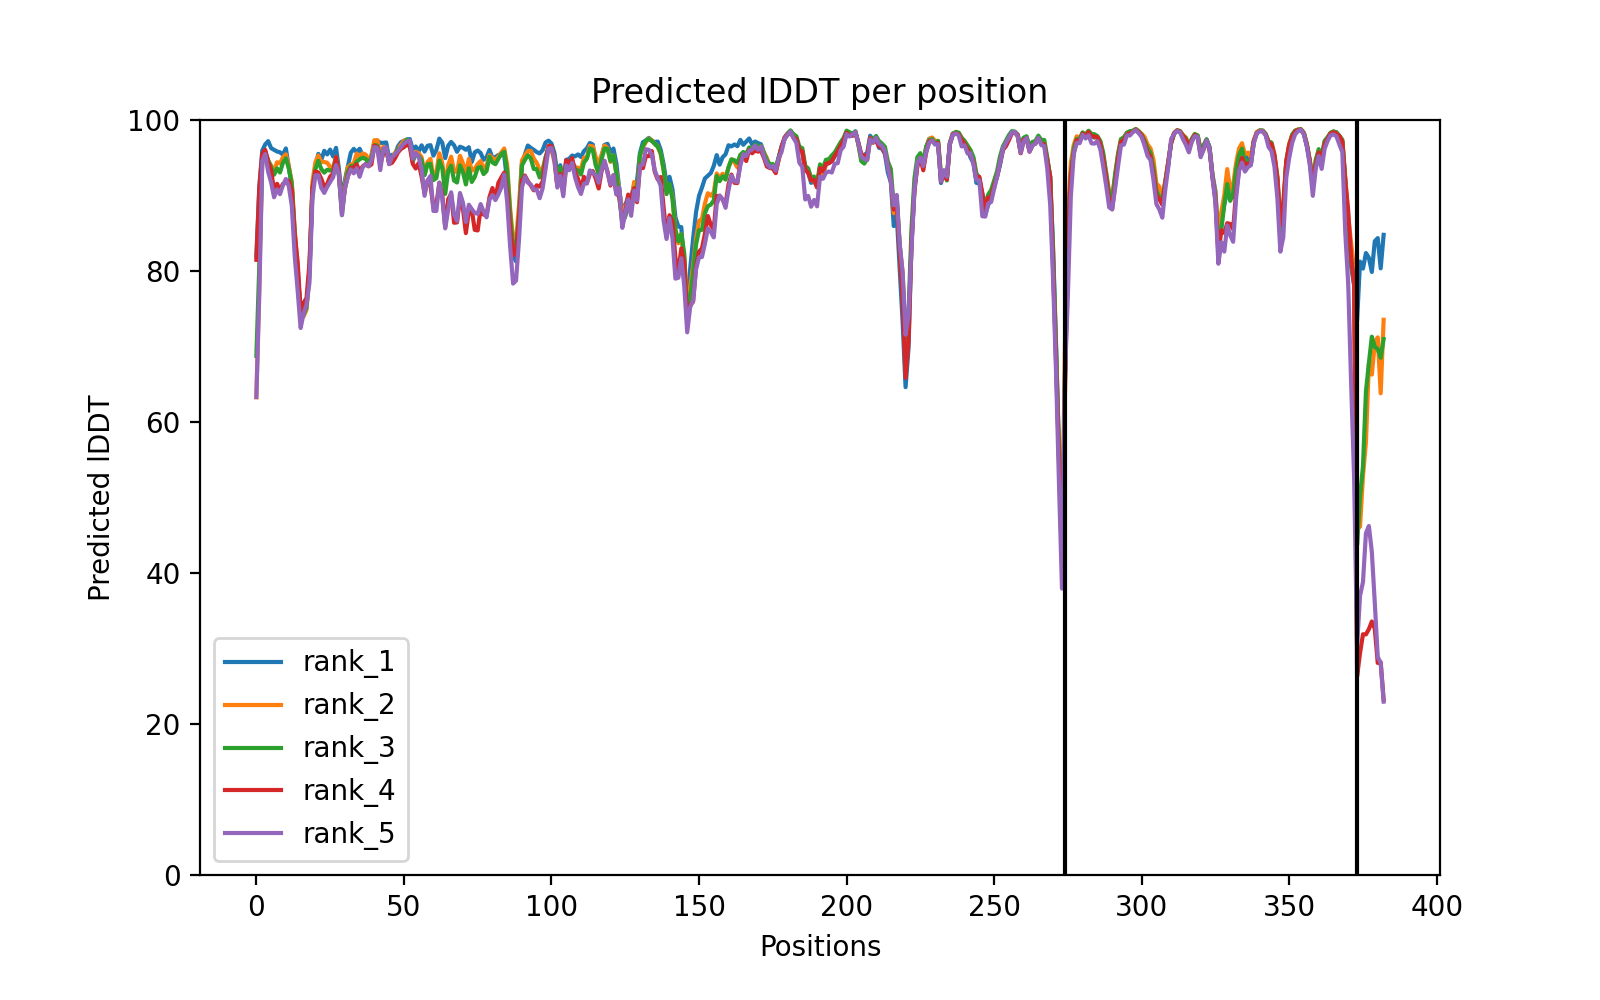 Predicted lDDT per position
100
80
60
40
20
0
Predicted lDDT
rank_1
rank_2
rank_3
rank_4
rank_5
0 50 100 150 200 250 300 350 400
Positions